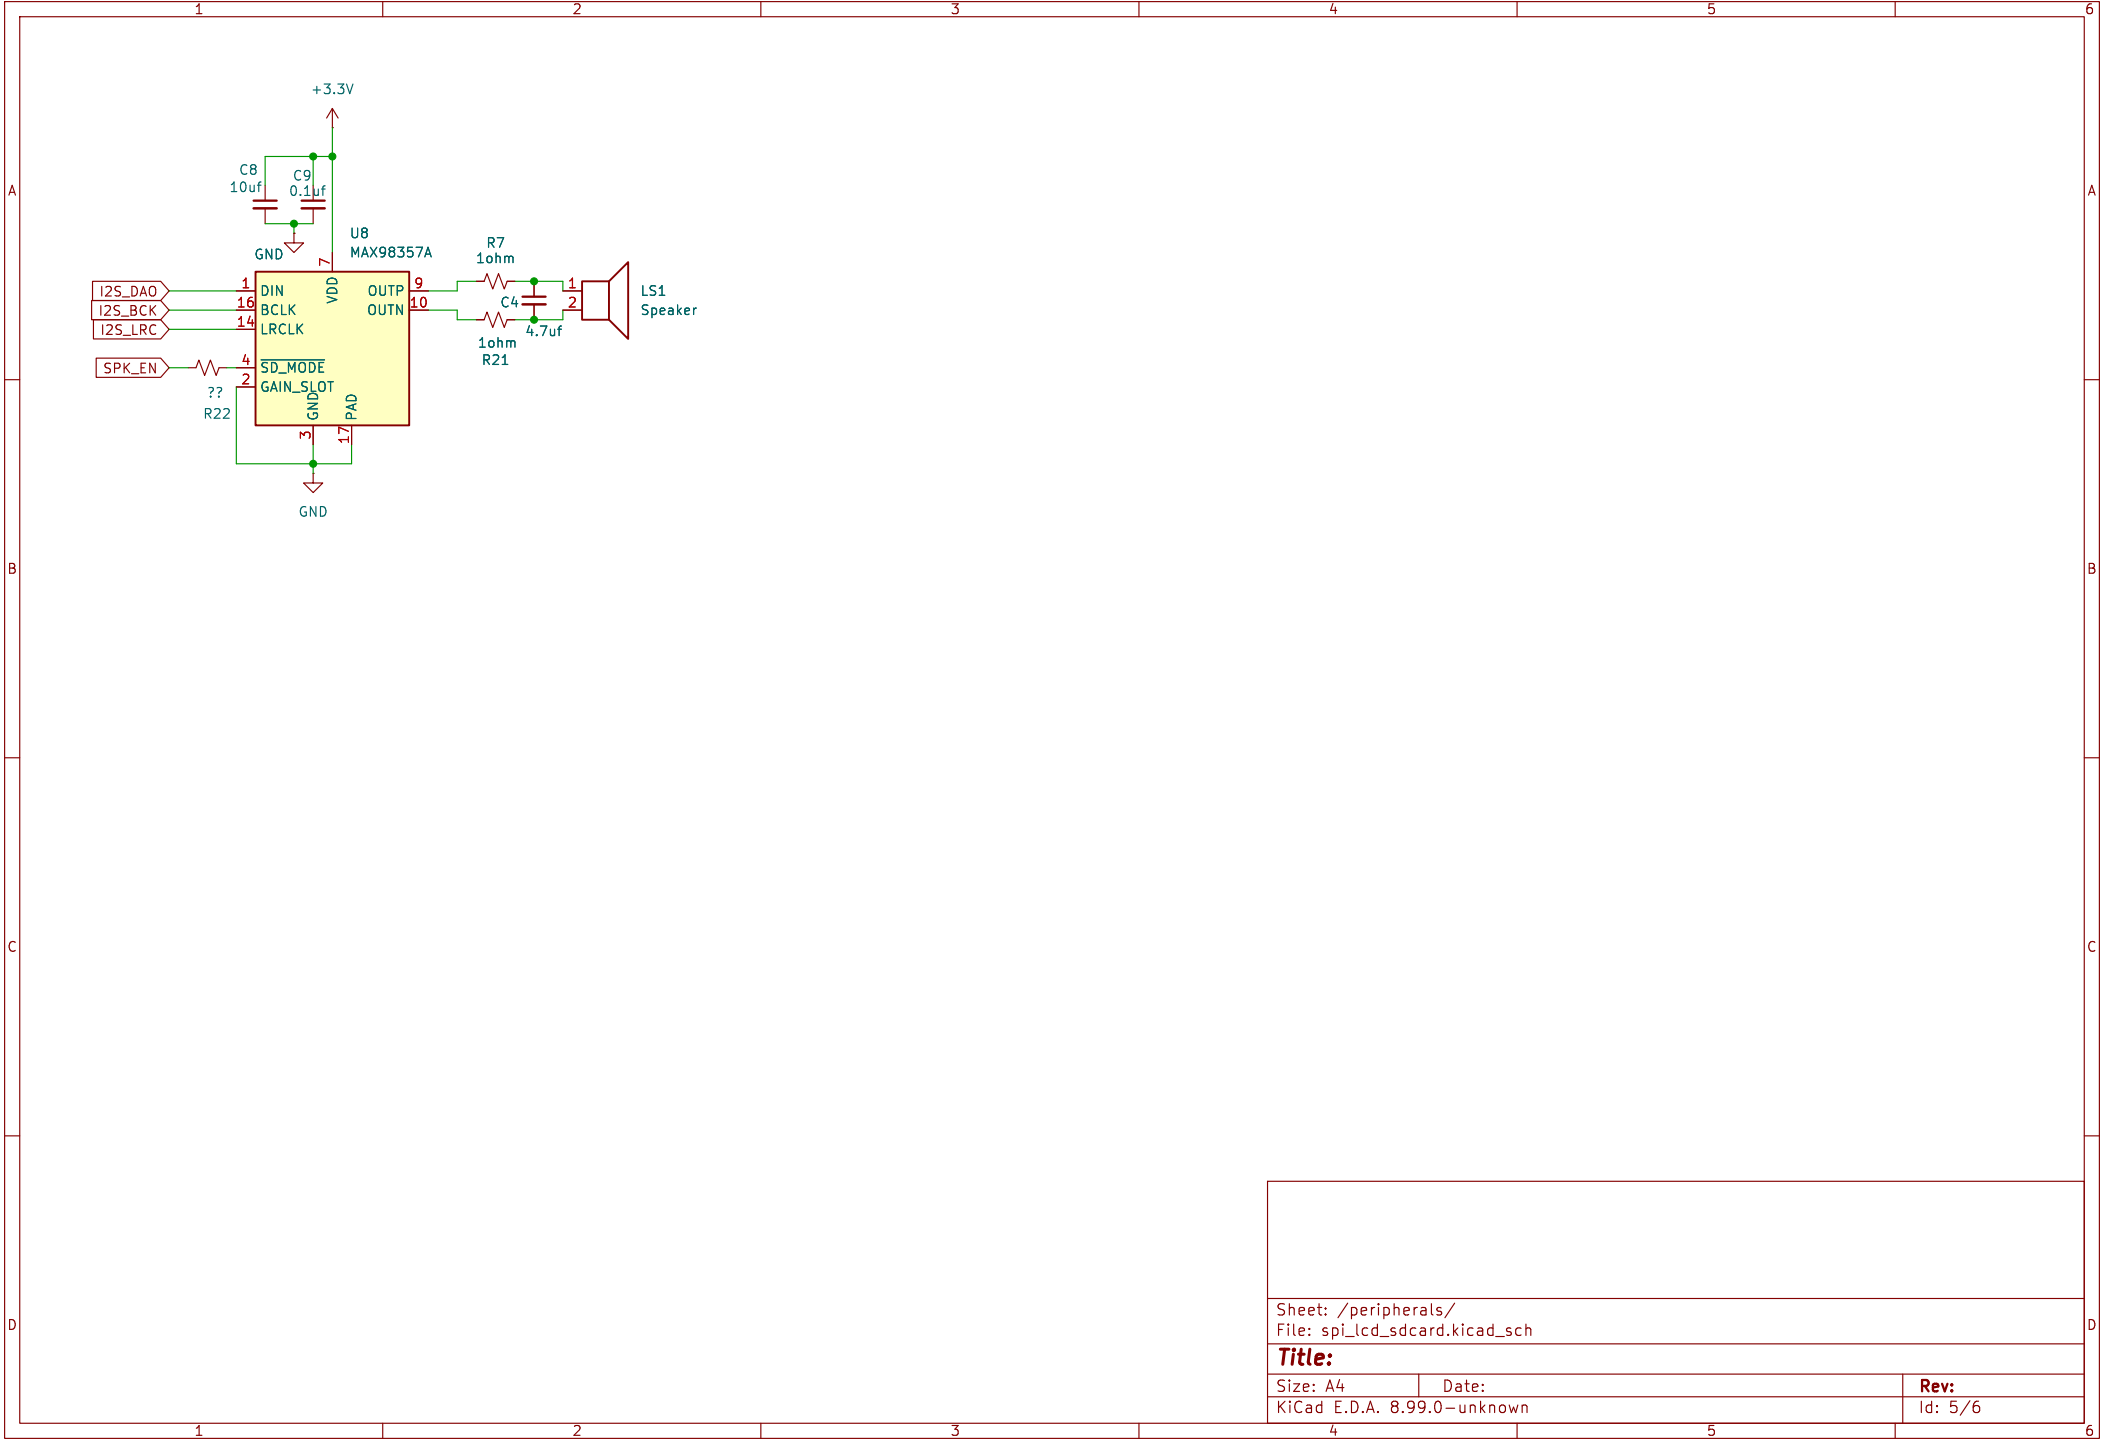 1 2 3 4 5 6
+3.3V
C8
10uf
C9
0.1uf
A A
GND
U8
MAX98357A
7
VDD
R7
1ohm
I2S_DAO 1 DIN OUTP 9
I2S_BCK 16 BCLK OUTN 10
I2S_LRC 14 LRCLK
C4
4.7uf
1
2
LS1
Speaker
1ohm
R21
SPK_EN 4 SD_MODE
2 GAIN_SLOT
??
R22
GND
PAD
3
17
GND
B B
C C
D D
Sheet: /peripherals/
File: spi_lcd_sdcard.kicad_sch
Title:
Size: A4 Date: Rev:
KiCad E.D.A. 8.99.0-unknown Id: 5/6
1 2 3 4 5 6